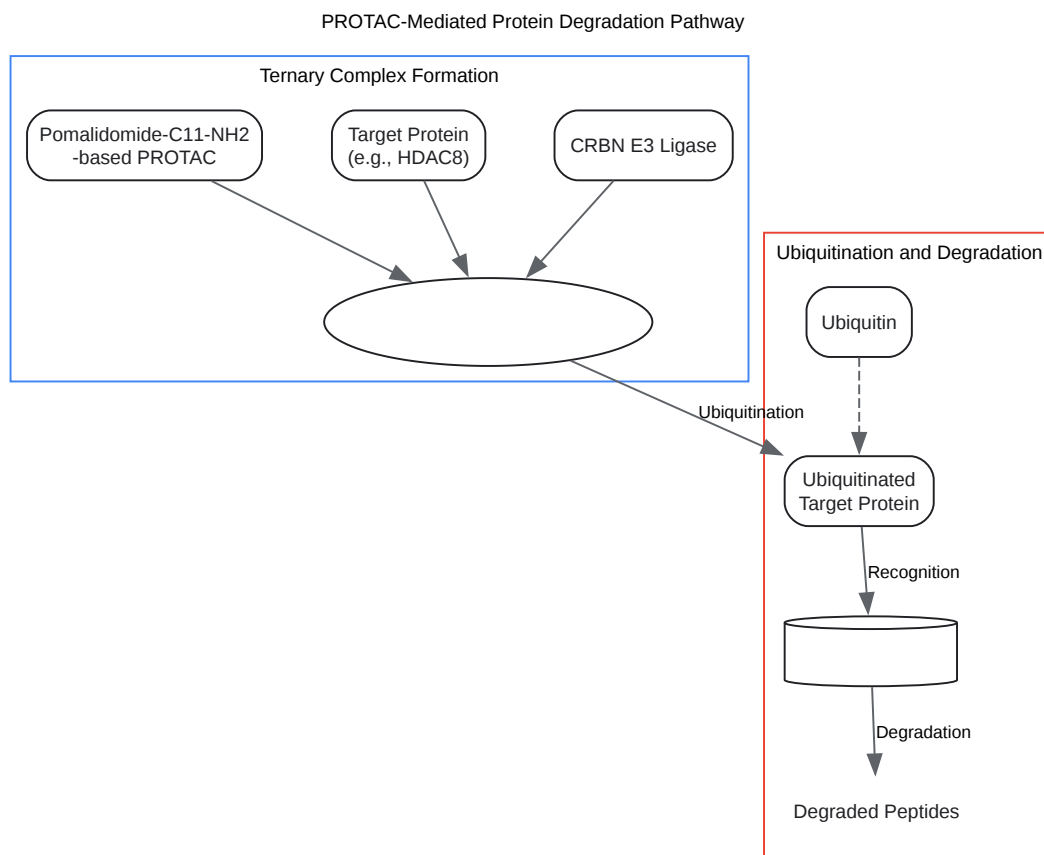 PROTAC-Mediated Protein Degradation Pathway
Ternary Complex Formation
Pomalidomide-C11-NH2
-based PROTAC
Target Protein
(e.g., HDAC8)
CRBN E3 Ligase
Ubiquitination and Degradation
Ubiquitin
Ubiquitination
Ubiquitinated
Target Protein
Recognition
Degradation
Degraded Peptides